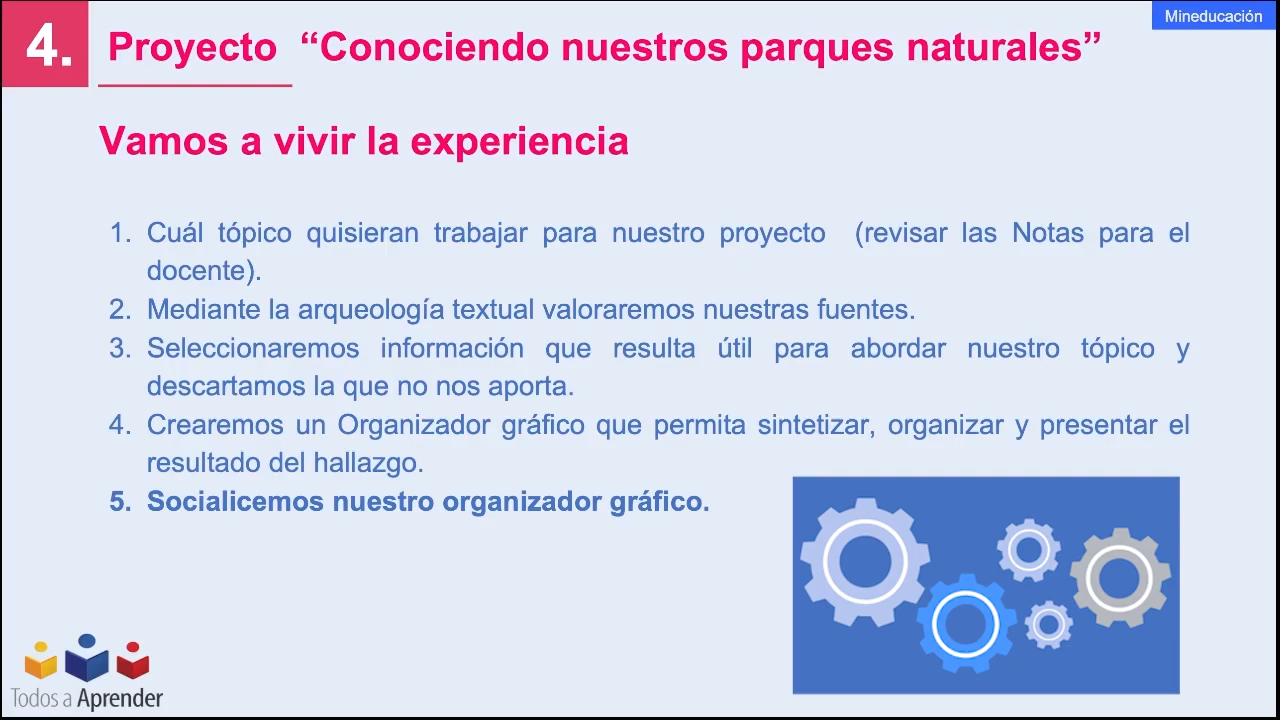 Mineducación
4.
Proyecto “Conociendo nuestros parques naturales”
Vamos a vivir la experiencia
1. Cuál tópico quisieran trabajar para nuestro proyecto (revisar las Notas para el
docente).
2. Mediante la arqueología textual valoraremos nuestras fuentes.
3. Seleccionaremos información que resulta útil para abordar nuestro tópico y
descartamos la que no nos aporta.
4. Crearemos un Organizador gráfico que permita sintetizar, organizar y presentar el
resultado del hallazgo.
5. Socialicemos nuestro organizador gráfico.
Todos a Aprender